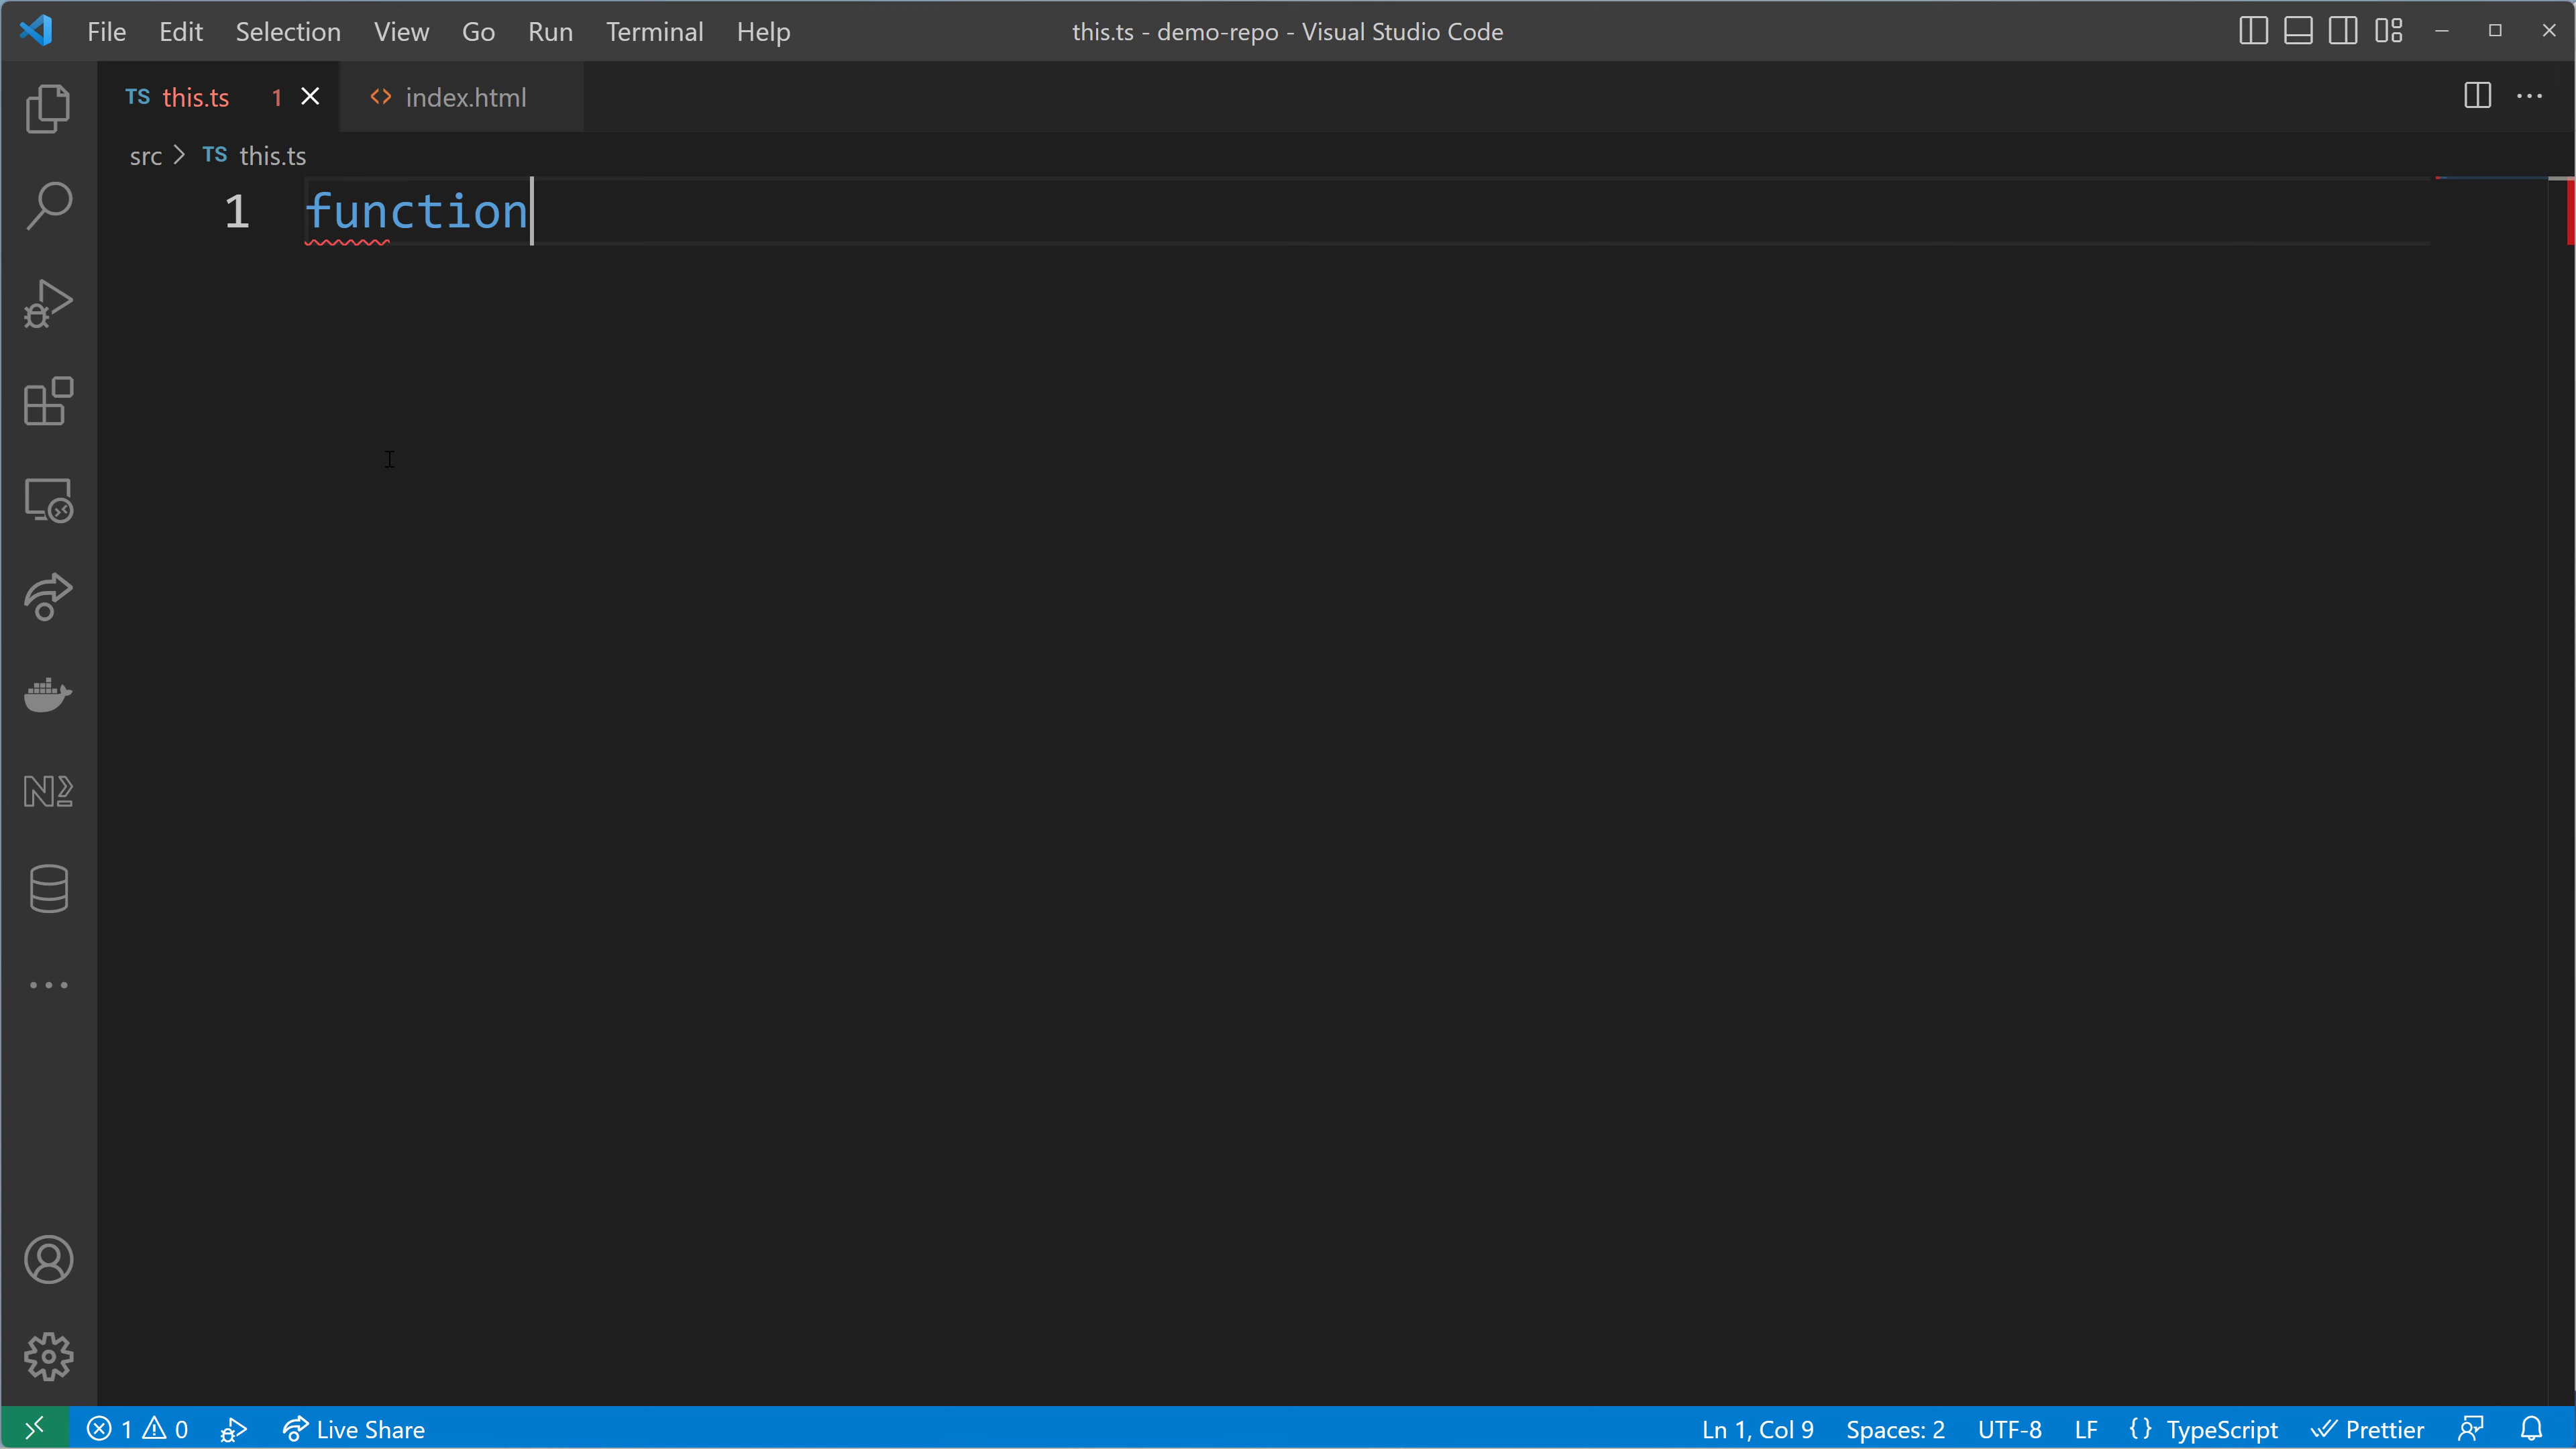 File Edit Selection View Go Run Terminal Help this.ts - demo-repo - Visual Studio Code
TS this.ts 1 index.html
src > TS this.ts
1 function
1 0 Live Share Ln 1, Col 9 Spaces: 2 UTF-8 LF {} TypeScript Prettier